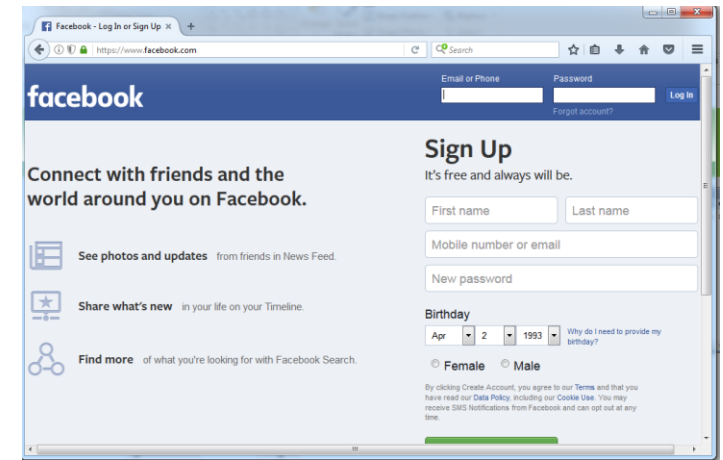 Facebook - Log In or Sign Up
https://www.facebook.com
Search
Email or Phone
Password
facebook
Log In
Forgot account?
Connect with friends and the
world around you on Facebook.
See photos and updates from friends in News Feed.
Share what's new in your life on your Timeline.
Find more of what you're looking for with Facebook Search.
Sign Up
It's free and always will be.
First name
Last name
Mobile number or email
New password
Birthday
Apr 2 1993
Why do I need to provide my
birthday?
Female Male
By clicking Create Account, you agree to our Terms and that you
have read our Data Policy, including our Cookie Use. You may
receive SMS Notifications from Facebook and can opt out at any
time.